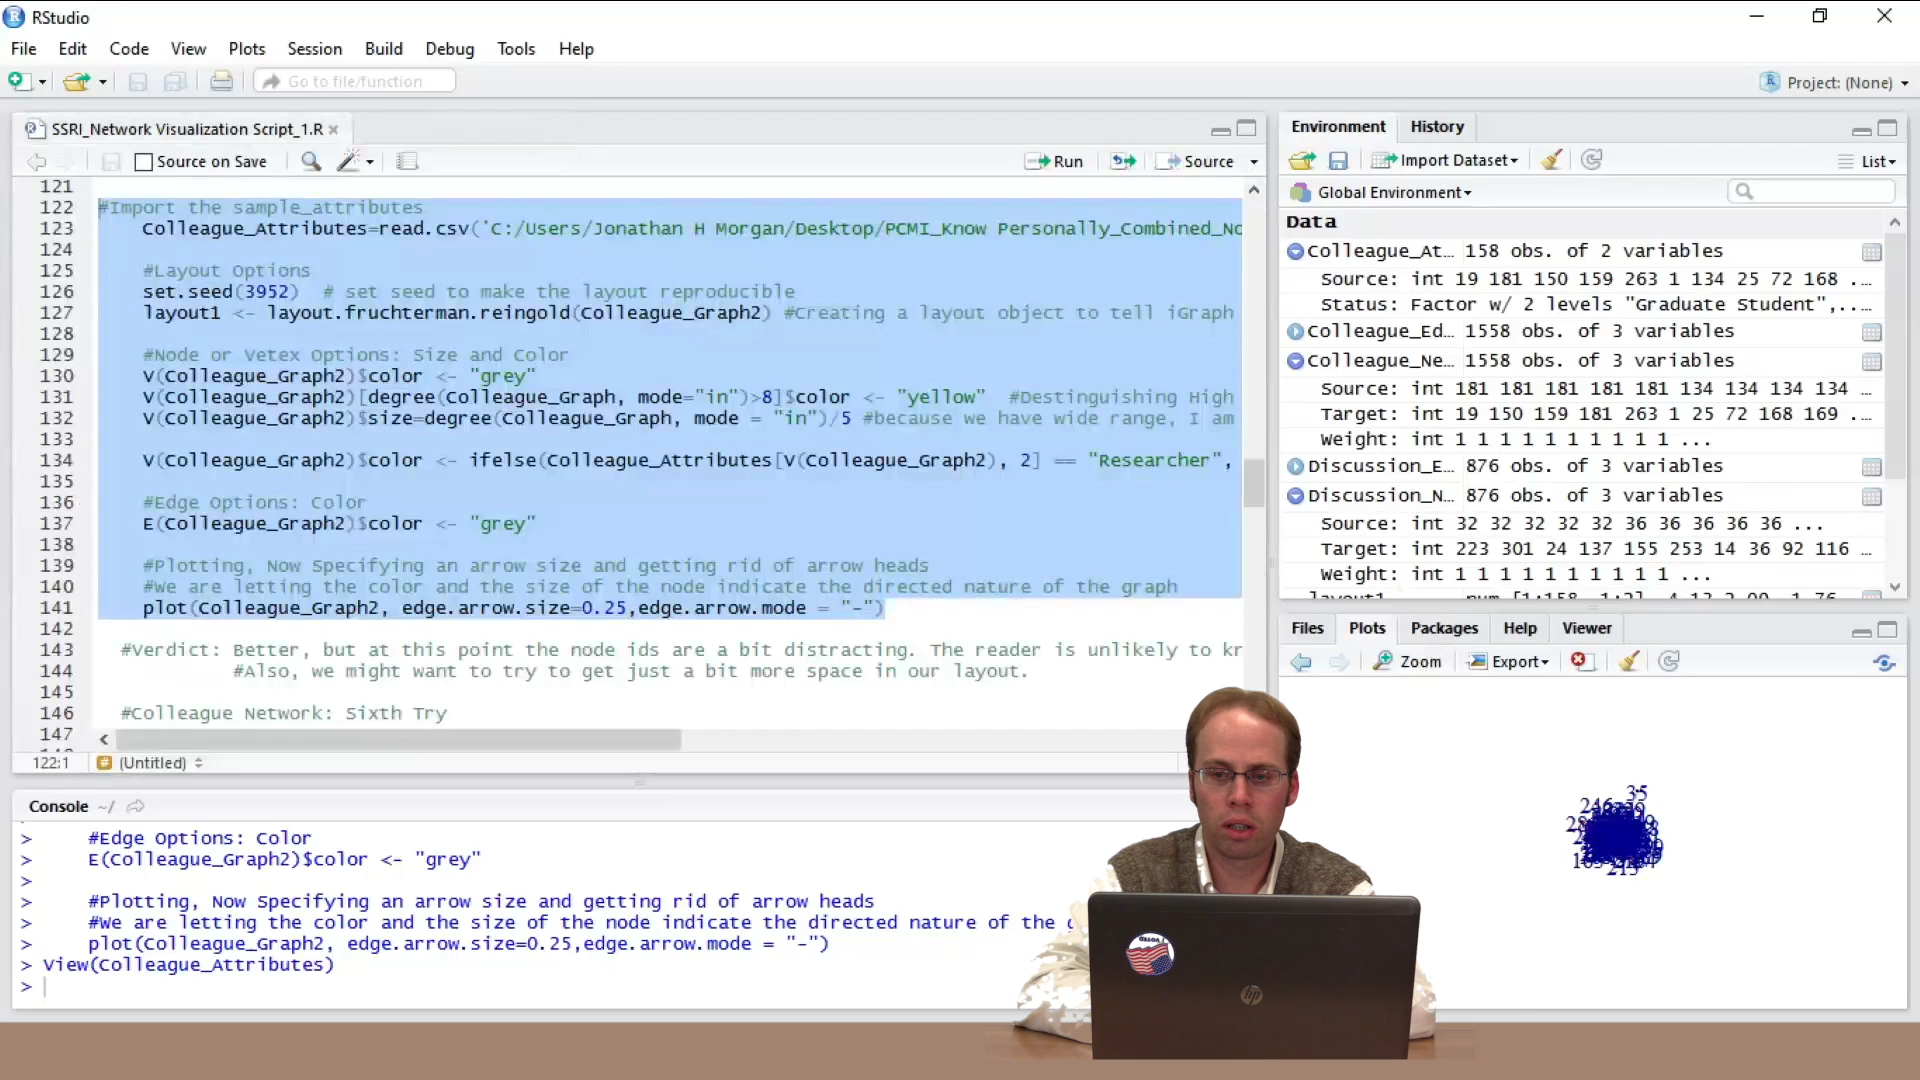 RStudio
File Edit Code View Plots Session Build Debug Tools Help
Go to file/function
Project: (None)
SSRI_Network Visualization Script_1.R
Source on Save
Run
Source
121
122 #Import the sample_attributes
123 Colleague_Attributes=read.csv('C:/Users/Jonathan H Morgan/Desktop/PCMI_Know Personally_Combined_No
124
125 #Layout Options
126 set.seed(3952) # set seed to make the layout reproducible
127 layout1 <- layout.fruchterman.reingold(Colleague_Graph2) #Creating a layout object to tell iGraph
128
129 #Node or Vetex Options: Size and Color
130 V(Colleague_Graph2)$color <- "grey"
131 V(Colleague_Graph2)[degree(Colleague_Graph, mode="in")>8]$color <- "yellow" #Destinguishing High
132 V(Colleague_Graph2)$size=degree(Colleague_Graph, mode = "in")/5 #because we have wide range, I am
133
134 V(Colleague_Graph2)$color <- ifelse(Colleague_Attributes[V(Colleague_Graph2), 2] == "Researcher",
135
136 #Edge Options: Color
137 E(Colleague_Graph2)$color <- "grey"
138
139 #Plotting, Now Specifying an arrow size and getting rid of arrow heads
140 #We are letting the color and the size of the node indicate the directed nature of the graph
141 plot(Colleague_Graph2, edge.arrow.size=0.25,edge.arrow.mode = "-")
142
143 #Verdict: Better, but at this point the node ids are a bit distracting. The reader is unlikely to kr
144 #Also, we might want to try to get just a bit more space in our layout.
145
146 #Colleague Network: Sixth Try
147
122:1 (Untitled)
Console ~/
> #Edge Options: Color
> E(Colleague_Graph2)$color <- "grey"
>
> #Plotting, Now Specifying an arrow size and getting rid of arrow heads
> #We are letting the color and the size of the node indicate the directed nature of the g
> plot(Colleague_Graph2, edge.arrow.size=0.25,edge.arrow.mode = "-")
> View(Colleague_Attributes)
>
Environment History
Import Dataset
List
Global Environment
Data
Colleague_At... 158 obs. of 2 variables
Source: int 19 181 150 159 263 1 134 25 72 168 ...
Status: Factor w/ 2 levels "Graduate Student",..…
Colleague_Ed... 1558 obs. of 3 variables
Colleague_Ne... 1558 obs. of 3 variables
Source: int 181 181 181 181 181 134 134 134 134 ...
Target: int 19 150 159 181 263 1 25 72 168 169 ...
Weight: int 1 1 1 1 1 1 1 1 1 1 ...
Discussion_E... 876 obs. of 3 variables
Discussion_N... 876 obs. of 3 variables
Source: int 32 32 32 32 32 36 36 36 36 36 ...
Target: int 223 301 24 137 155 253 14 36 92 116 ...
Weight: int 1 1 1 1 1 1 1 1 1 1 ...
Files Plots Packages Help Viewer
Zoom
Export
35
246
213
I VOTED
hp